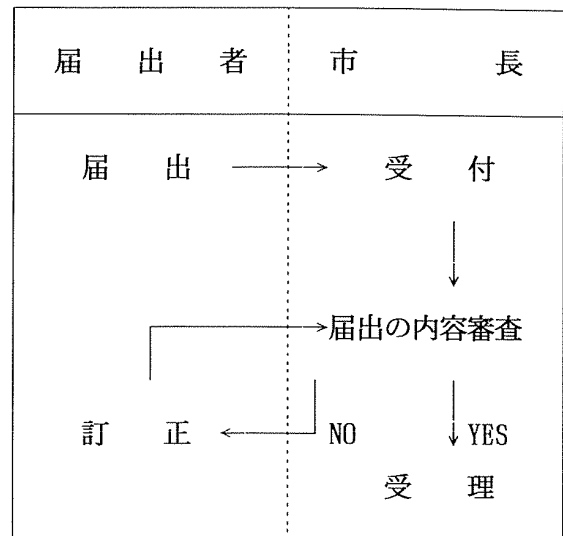 届出者 市長
届出 受付
届出の内容審査
訂正 NO YES
受理